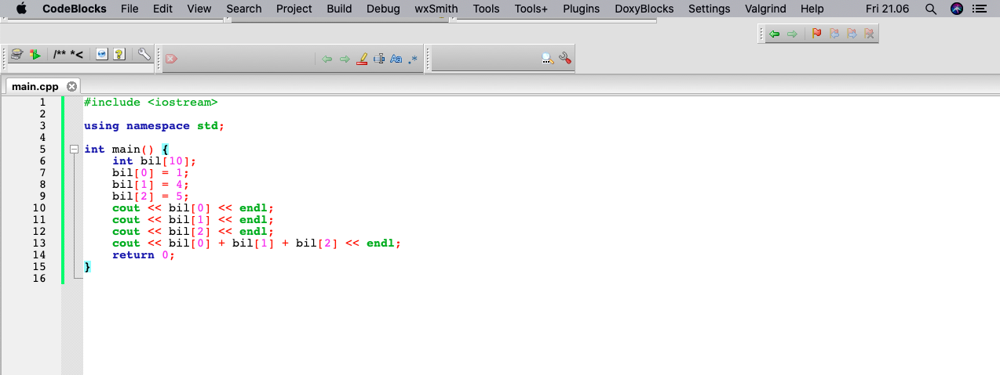 CodeBlocks File Edit View Search Project Build Debug wxSmith Tools Tools+ Plugins DoxyBlocks Settings Valgrind Help Fri 21.06
/** *< Aa .*
main.cpp
1 #include <iostream>
2
3 using namespace std;
4
5 int main() {
6 int bil[10];
7 bil[0] = 1;
8 bil[1] = 4;
9 bil[2] = 5;
10 cout << bil[0] << endl;
11 cout << bil[1] << endl;
12 cout << bil[2] << endl;
13 cout << bil[0] + bil[1] + bil[2] << endl;
14 return 0;
15 }
16